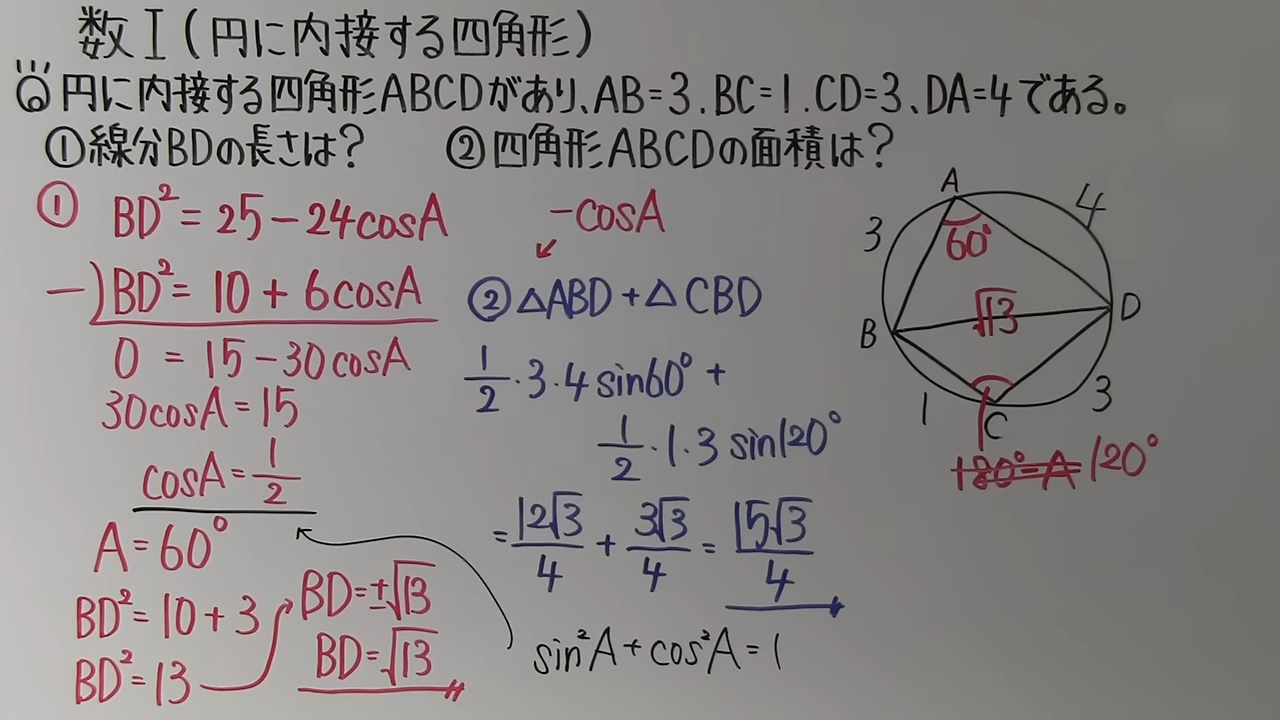 数Ⅰ(円に内接する四角形)
◎円に内接する四角形ABCDがあり、AB=3、BC=1、CD=3、DA=4である。
①線分BDの長さは?
②四角形ABCDの面積は?
①
BD²=25-24cosA
-cosA
-)BD²=10+6cosA
0=15-30cosA
30cosA=15
cosA=1/2
A=60°
BD²=10+3
BD²=13
BD=±√13
BD=√13
②△ABD+△CBD
1/2・3・4sin60°+
1/2・1・3sin120°
=12√3/4+3√3/4=15√3/4
sin²A+cos²A=1
A
4
3
60°
√13
B
D
1
C
3
180°-A 120°